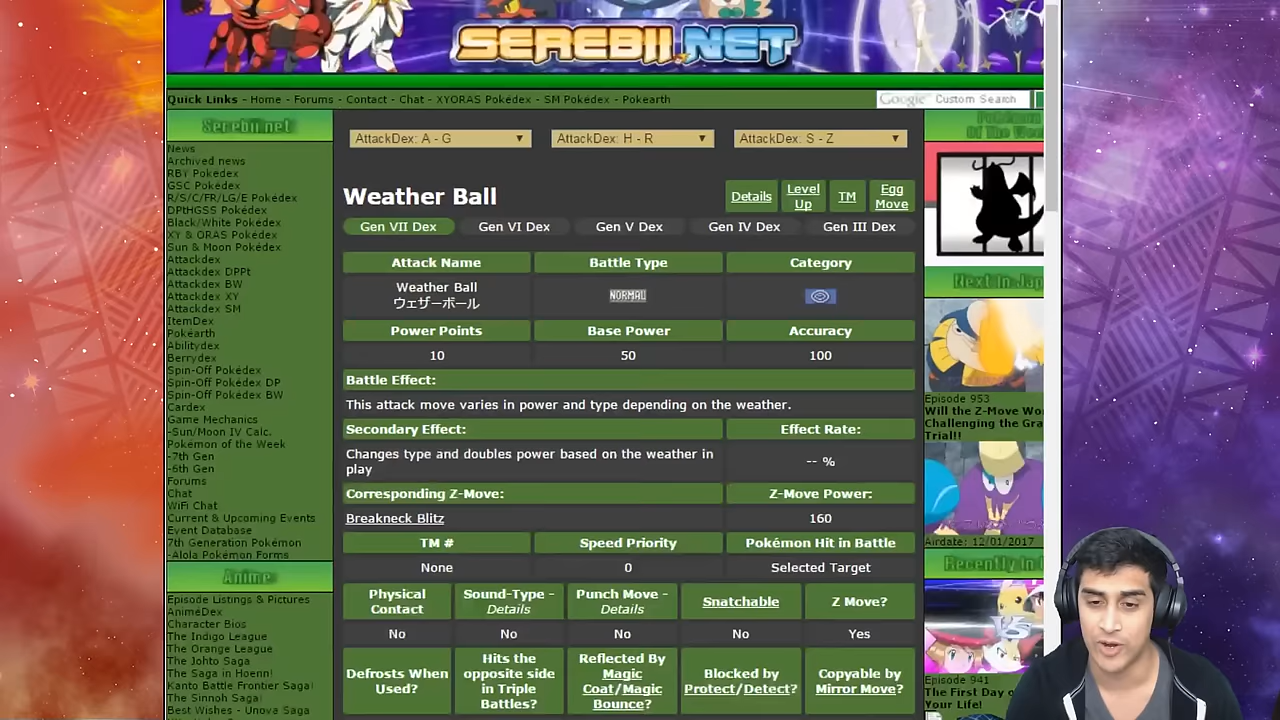 SEREBII.NET
Quick Links - Home - Forums - Contact - Chat - XYORAS Pokédex - SM Pokédex - Pokearth
Google Custom Search
Serebii.net
News
Archived news
RBY Pokédex
GSC Pokédex
R/S/C/FR/LG/E Pokédex
DPtHGSS Pokédex
Black/White Pokédex
XY & ORAS Pokédex
Sun & Moon Pokédex
Attackdex
Attackdex DPPt
Attackdex BW
Attackdex XY
Attackdex SM
ItemDex
Pokéarth
Abilitydex
Berrydex
Spin-Off Pokédex
Spin-Off Pokédex DP
Spin-Off Pokédex BW
Cardex
Game Mechanics
-Sun/Moon IV Calc.
Pokémon of the Week
-7th Gen
-6th Gen
Forums
Chat
WiFi Chat
Current & Upcoming Events
Event Database
7th Generation Pokémon
-Alola Pokémon Forms
Anime
Episode Listings & Pictures
AnimeDex
Character Bios
The Indigo League
The Orange League
The Johto Saga
The Saga in Hoenn!
Kanto Battle Frontier Saga!
The Sinnoh Saga!
Best Wishes - Unova Saga
AttackDex: A - G
AttackDex: H - R
AttackDex: S - Z
Weather Ball
Details
Level Up
TM
Egg Move
Gen VII Dex
Gen VI Dex
Gen V Dex
Gen IV Dex
Gen III Dex
Attack Name
Battle Type
Category
Weather Ball
ウェザーボール
NORMAL
Power Points
Base Power
Accuracy
10
50
100
Battle Effect:
This attack move varies in power and type depending on the weather.
Secondary Effect:
Effect Rate:
Changes type and doubles power based on the weather in
play
-- %
Corresponding Z-Move:
Z-Move Power:
Breakneck Blitz
160
TM #
Speed Priority
Pokémon Hit in Battle
None
0
Selected Target
Physical
Contact
Sound-Type -
Details
Punch Move -
Details
Snatchable
Z Move?
No
No
No
No
Yes
Defrosts When
Used?
Hits the
opposite side
in Triple
Battles?
Reflected By
Magic
Coat/Magic
Bounce?
Blocked by
Protect/Detect?
Copyable by
Mirror Move?
Pokémon
Of The
Next In
Episode 953
Will the Z-Move
Challenging the
Trial!!
Airdate: 12/01/2017
Recently
Episode 941
The First Day
Your Life!